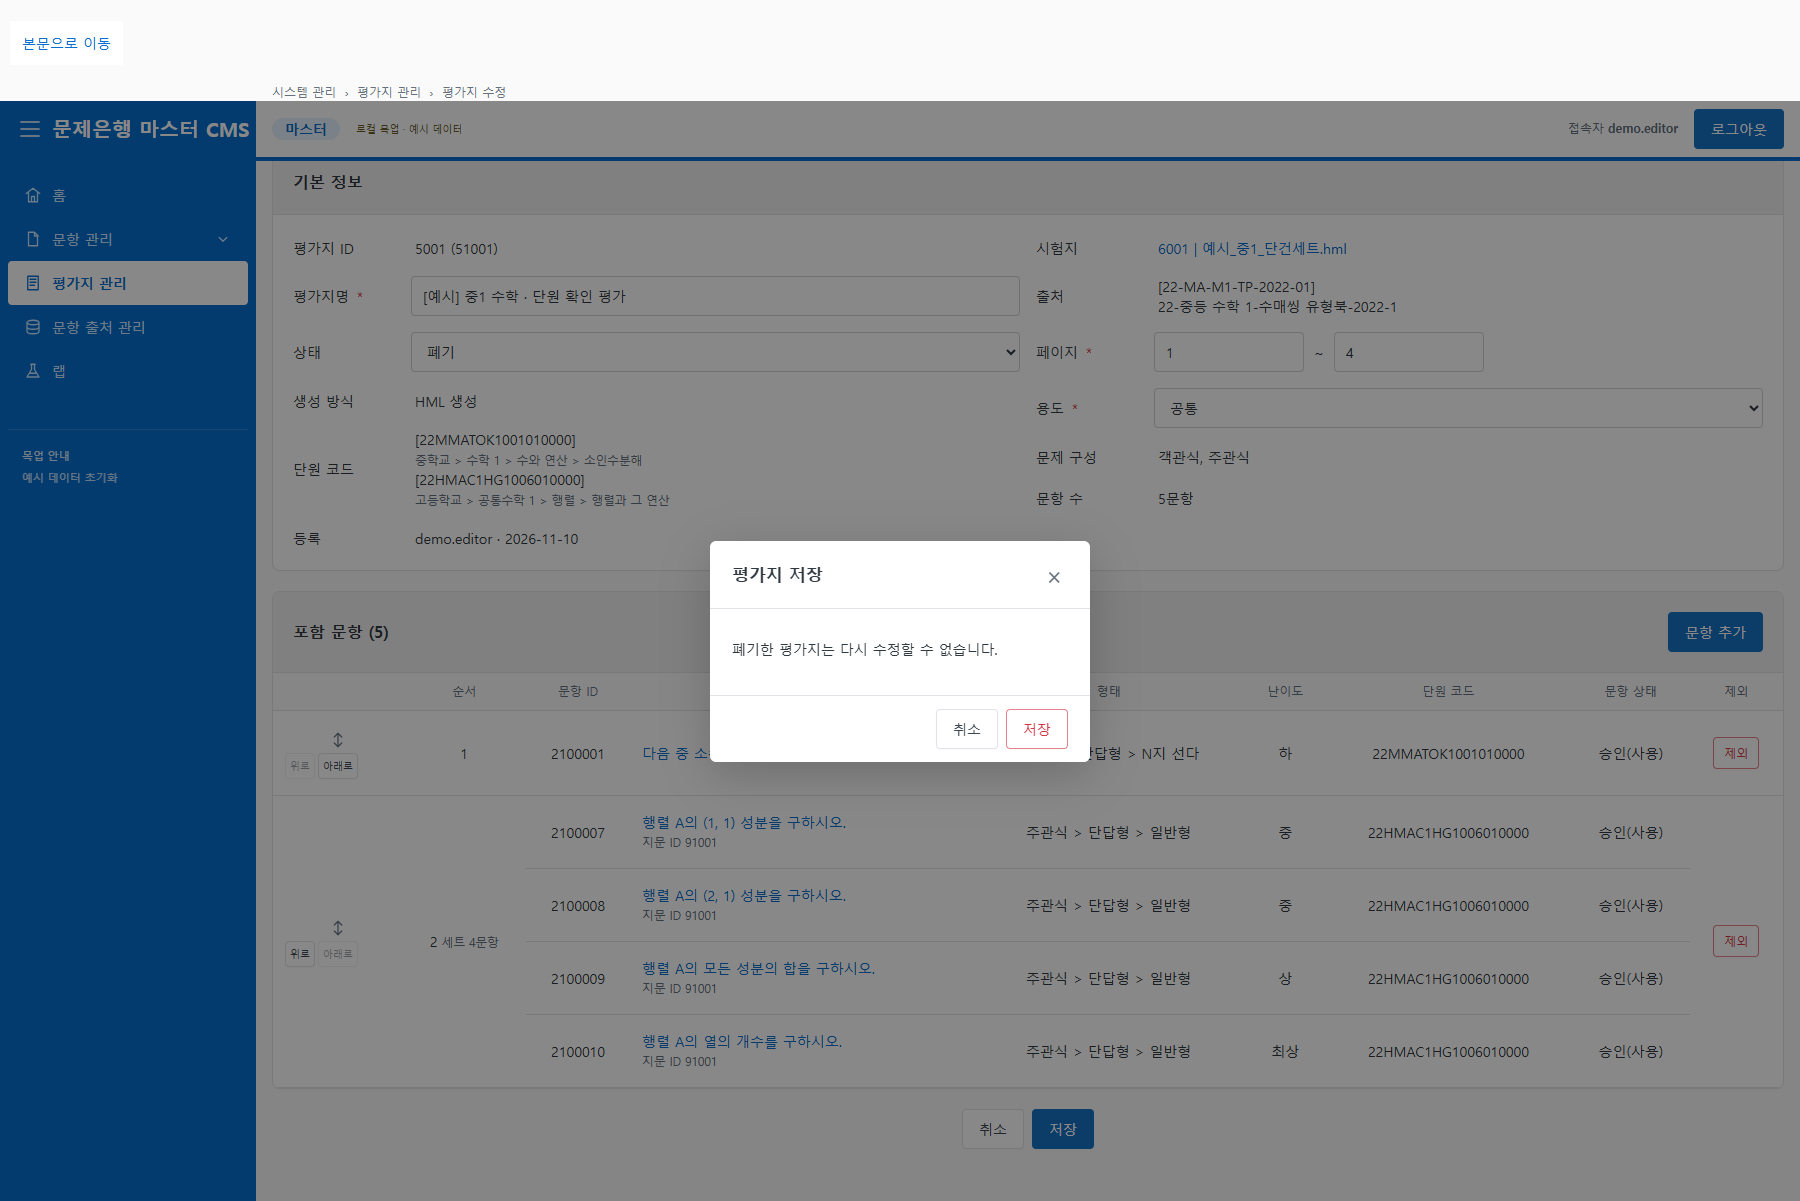 본문으로 이동
시스템 관리 › 평가지 관리 › 평가지 수정
문제은행 마스터 CMS
마스터
로컬 목업 · 예시 데이터
접속자 demo.editor
로그아웃
홈
문항 관리
평가지 관리
문항 출처 관리
랩
목업 안내
예시 데이터 초기화
기본 정보
평가지 ID
5001 (51001)
시험지
6001 | 예시_중1_단건세트.hml
평가지명 *
[예시] 중1 수학 · 단원 확인 평가
출처
[22-MA-M1-TP-2022-01]
22-중등 수학 1-수매씽 유형북-2022-1
상태
폐기
페이지 *
1 ~ 4
생성 방식
HML 생성
용도 *
공통
단원 코드
[22MMATOK1001010000]
중학교 > 수학 1 > 수와 연산 > 소인수분해
[22HMAC1HG1006010000]
고등학교 > 공통수학 1 > 행렬 > 행렬과 그 연산
문제 구성
객관식, 주관식
문항 수
5문항
등록
demo.editor · 2026-11-10
평가지 저장
×
폐기한 평가지는 다시 수정할 수 없습니다.
취소
저장
포함 문항 (5)
문항 추가
순서 문항 ID 형태 난이도 단원 코드 문항 상태 제외
위로 아래로 1 2100001 다음 중 > N지 선다 하 22MMATOK1001010000 승인(사용) 제외
2100007 행렬 A의 (1, 1) 성분을 구하시오. 주관식 > 단답형 > 일반형 중 22HMAC1HG1006010000 승인(사용)
지문 ID 91001
2100008 행렬 A의 (2, 1) 성분을 구하시오. 주관식 > 단답형 > 일반형 중 22HMAC1HG1006010000 승인(사용)
지문 ID 91001
위로 아래로 2 세트 4문항 제외
2100009 행렬 A의 모든 성분의 합을 구하시오. 주관식 > 단답형 > 일반형 상 22HMAC1HG1006010000 승인(사용)
지문 ID 91001
2100010 행렬 A의 열의 개수를 구하시오. 주관식 > 단답형 > 일반형 최상 22HMAC1HG1006010000 승인(사용)
지문 ID 91001
취소
저장